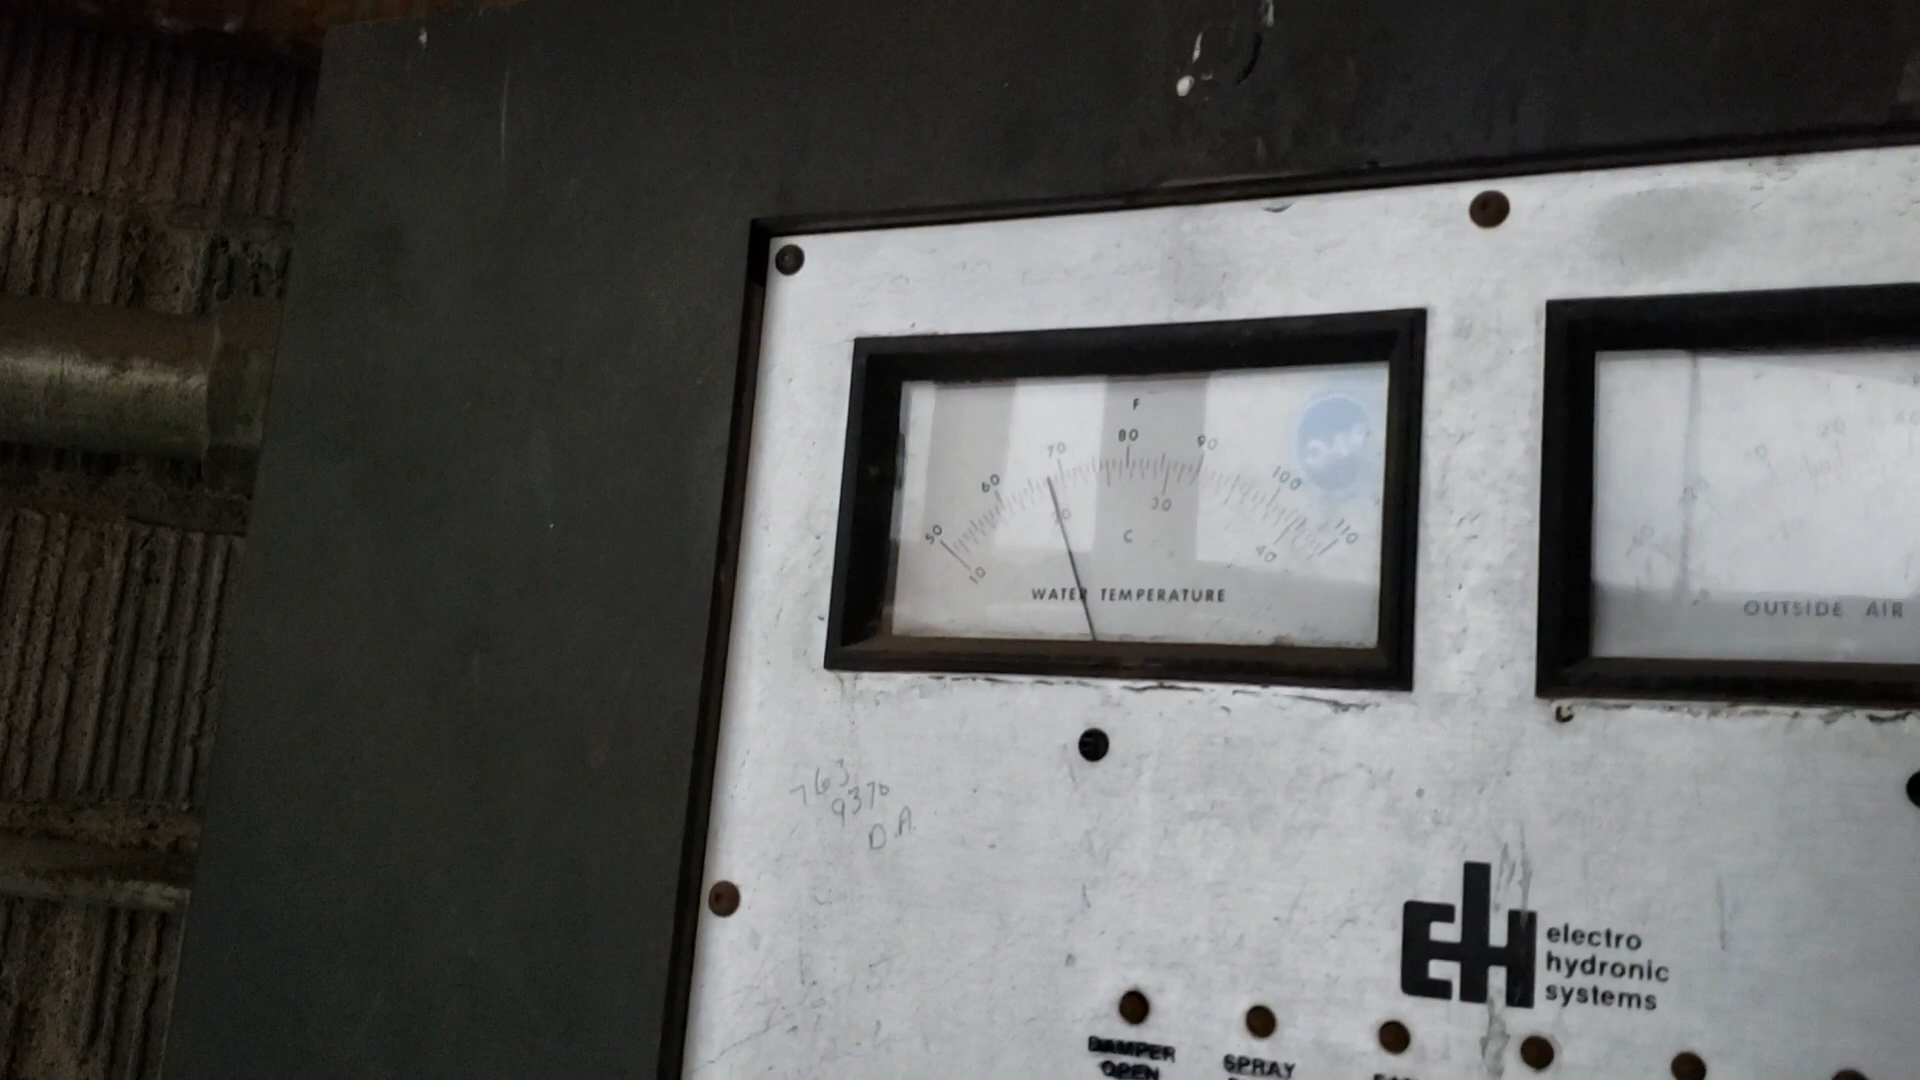 F
50 60 70 80 90 100 110
10 20 30 40
C
WATER TEMPERATURE
20
OUTSIDE AIR
763
9370
D.A.
eH electro
hydronic
systems
DAMPER
OPEN
SPRAY